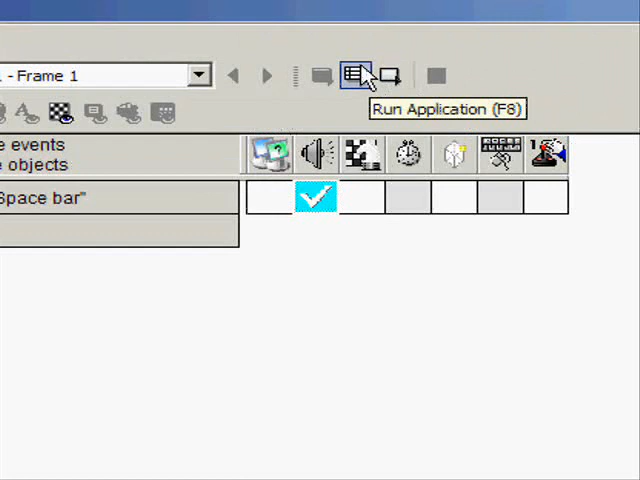 - Frame 1
Run Application (F8)
e events
e objects
Space bar"